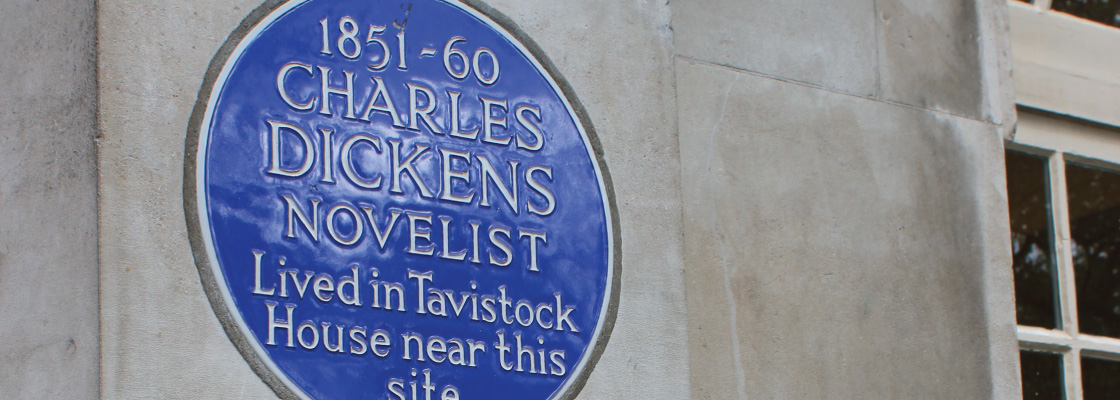 1851-60
CHARLES
DICKENS
NOVELIST
Lived in Tavistock
House near this
site